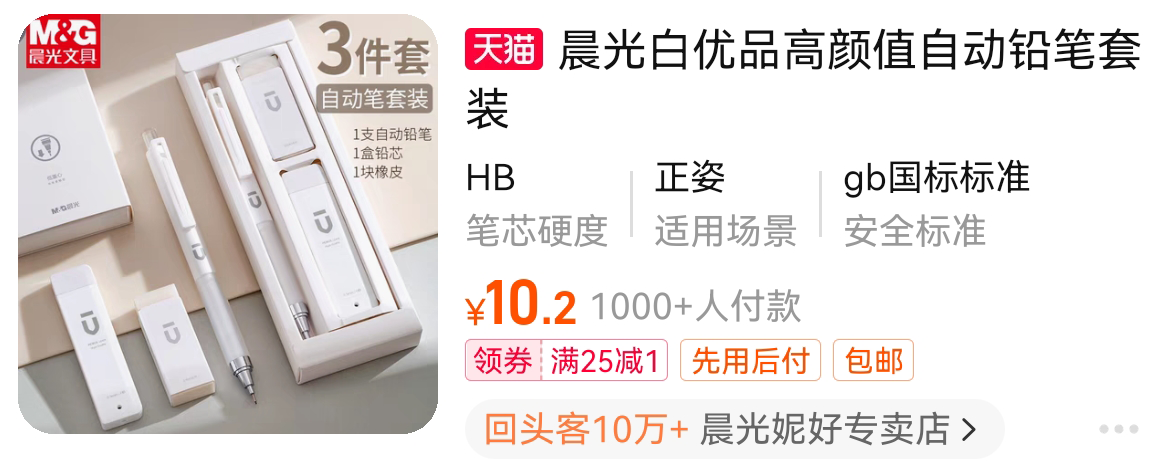 M&G
晨光文具
3件套
自动笔套装
1支自动铅笔
1盒铅芯
1块橡皮
M&G晨光
天猫 晨光白优品高颜值自动铅笔套
装
HB 正姿 gb国标标准
笔芯硬度 适用场景 安全标准
¥10.2 1000+人付款
领券 满25减1 先用后付 包邮
回头客10万+ 晨光妮好专卖店 >